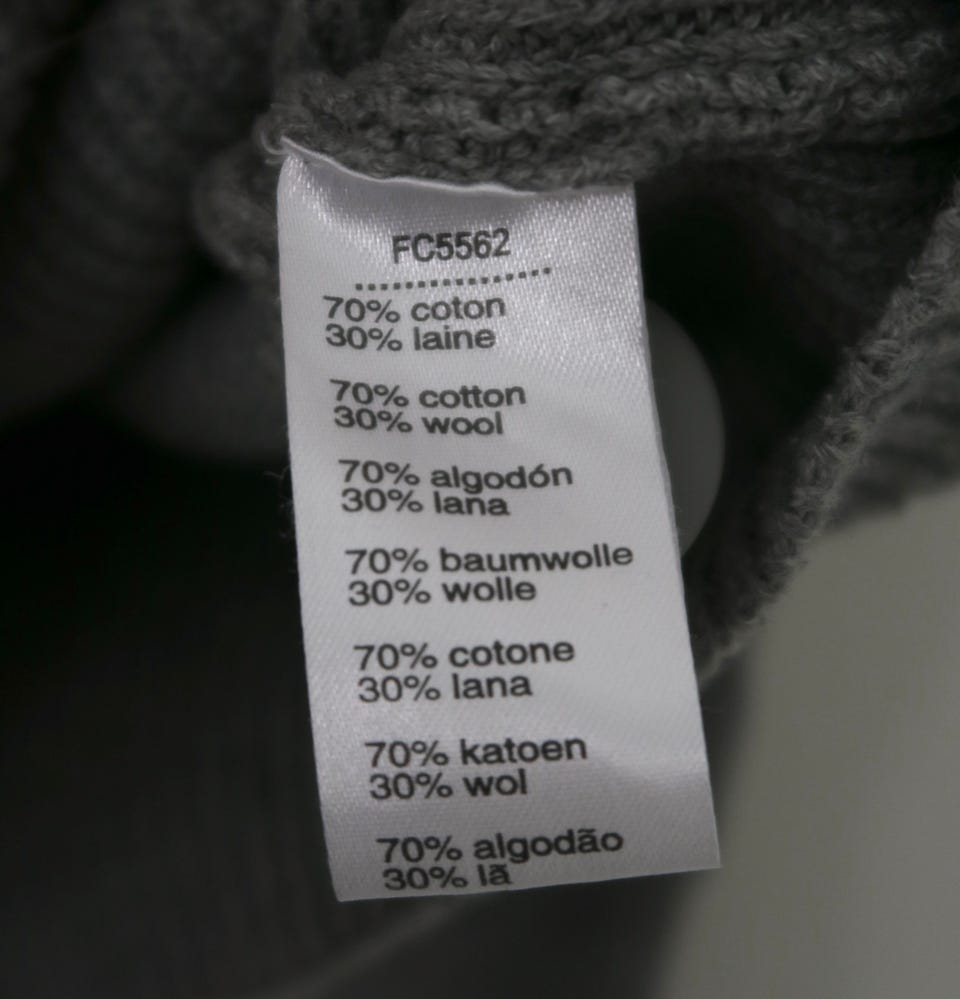 FC5562
70% coton
30% laine
70% cotton
30% wool
70% algodón
30% lana
70% baumwolle
30% wolle
70% cotone
30% lana
70% katoen
30% wol
70% algodão
30% lã